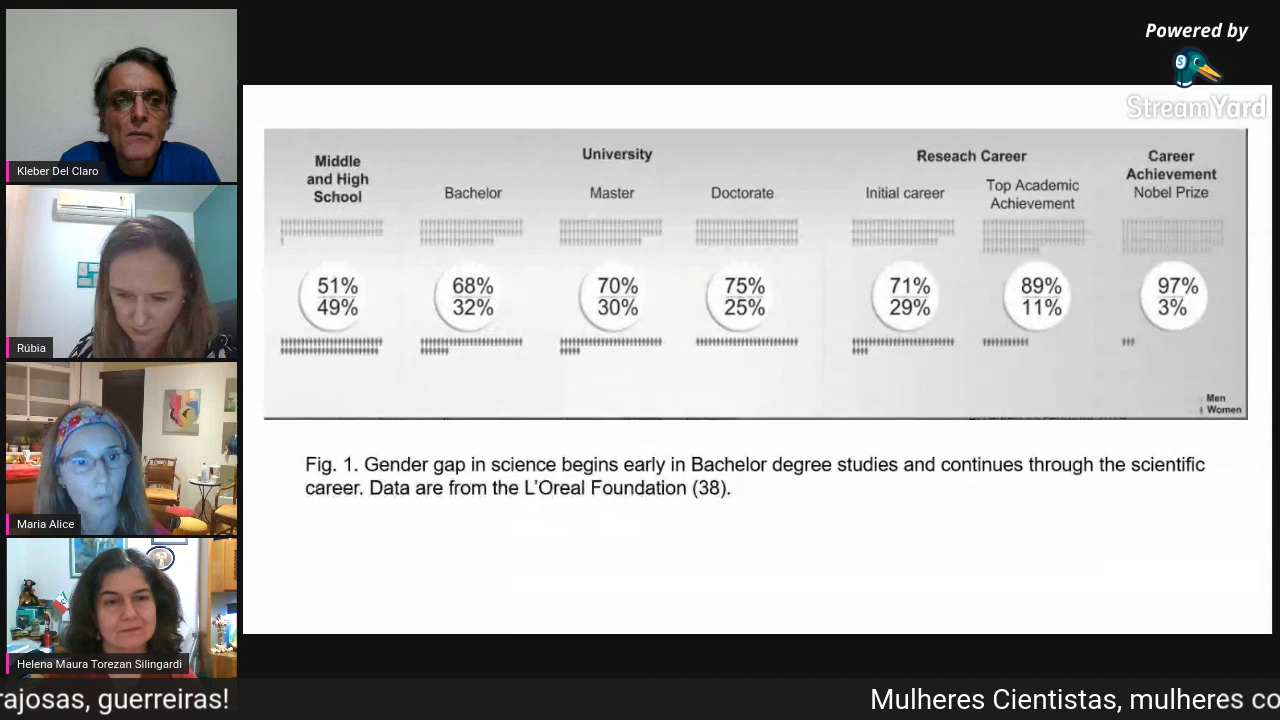 Powered by
StreamYard
Kleber Del Claro
Rúbia
Maria Alice
Helena Maura Torezan Silingardi
Middle
and High
School
University
Bachelor
Master
Doctorate
Reseach Career
Initial career
Top Academic
Achievement
Career
Achievement
Nobel Prize
51%
49%
68%
32%
70%
30%
75%
25%
71%
29%
89%
11%
97%
3%
Men
Women
Fig. 1. Gender gap in science begins early in Bachelor degree studies and continues through the scientific
career. Data are from the L'Oreal Foundation (38).
rajosas, guerreiras!
Mulheres Cientistas, mulheres co